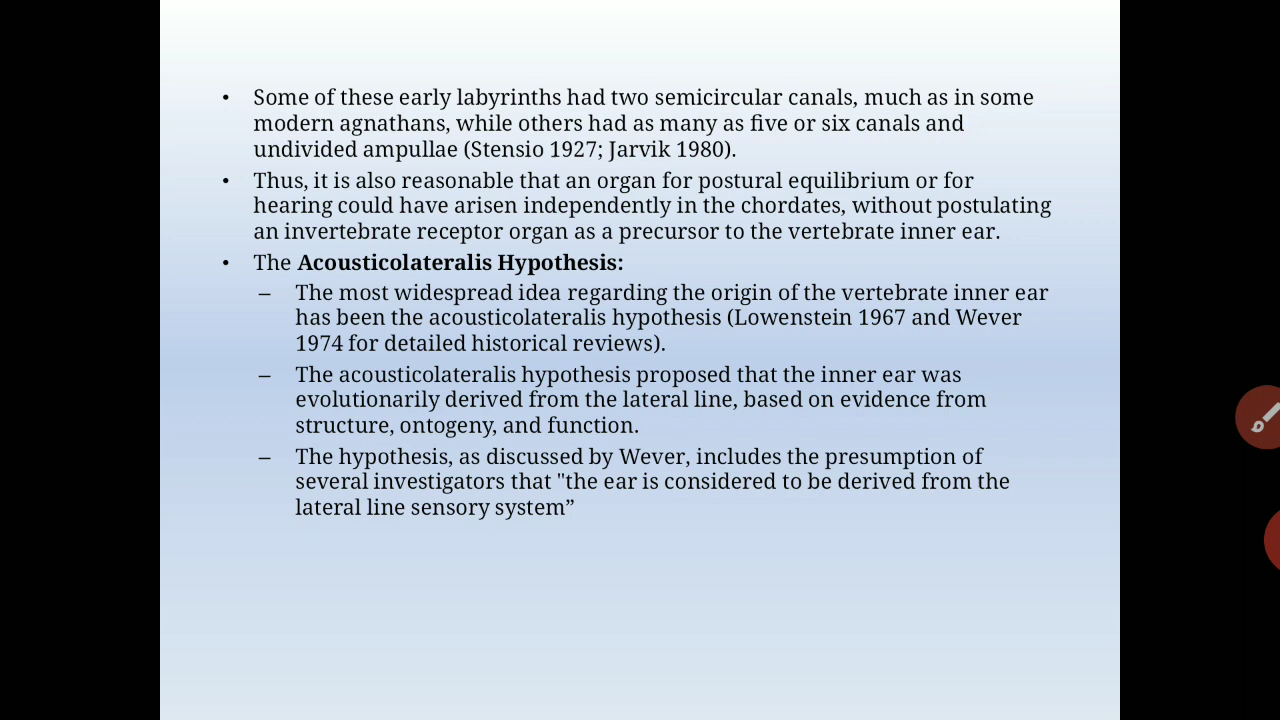 • Some of these early labyrinths had two semicircular canals, much as in some
modern agnathans, while others had as many as five or six canals and
undivided ampullae (Stensio 1927; Jarvik 1980).
• Thus, it is also reasonable that an organ for postural equilibrium or for
hearing could have arisen independently in the chordates, without postulating
an invertebrate receptor organ as a precursor to the vertebrate inner ear.
• The Acousticolateralis Hypothesis:
– The most widespread idea regarding the origin of the vertebrate inner ear
has been the acousticolateralis hypothesis (Lowenstein 1967 and Wever
1974 for detailed historical reviews).
– The acousticolateralis hypothesis proposed that the inner ear was
evolutionarily derived from the lateral line, based on evidence from
structure, ontogeny, and function.
– The hypothesis, as discussed by Wever, includes the presumption of
several investigators that "the ear is considered to be derived from the
lateral line sensory system”